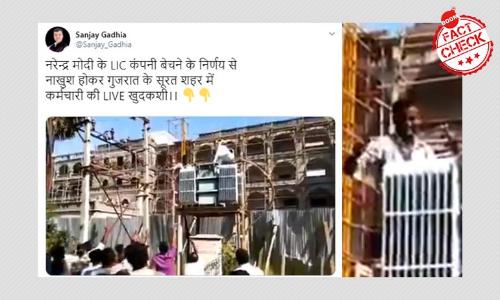 Sanjay Gadhia
@Sanjay_Gadhia
नरेन्द्र मोदी के LIC कंपनी बेचने के निर्णय से
नाखुश होकर गुजरात के सूरत शहर में
कर्मचारी की LIVE खुदकशी।। 👇👇
BOOM
FACT
CHECK